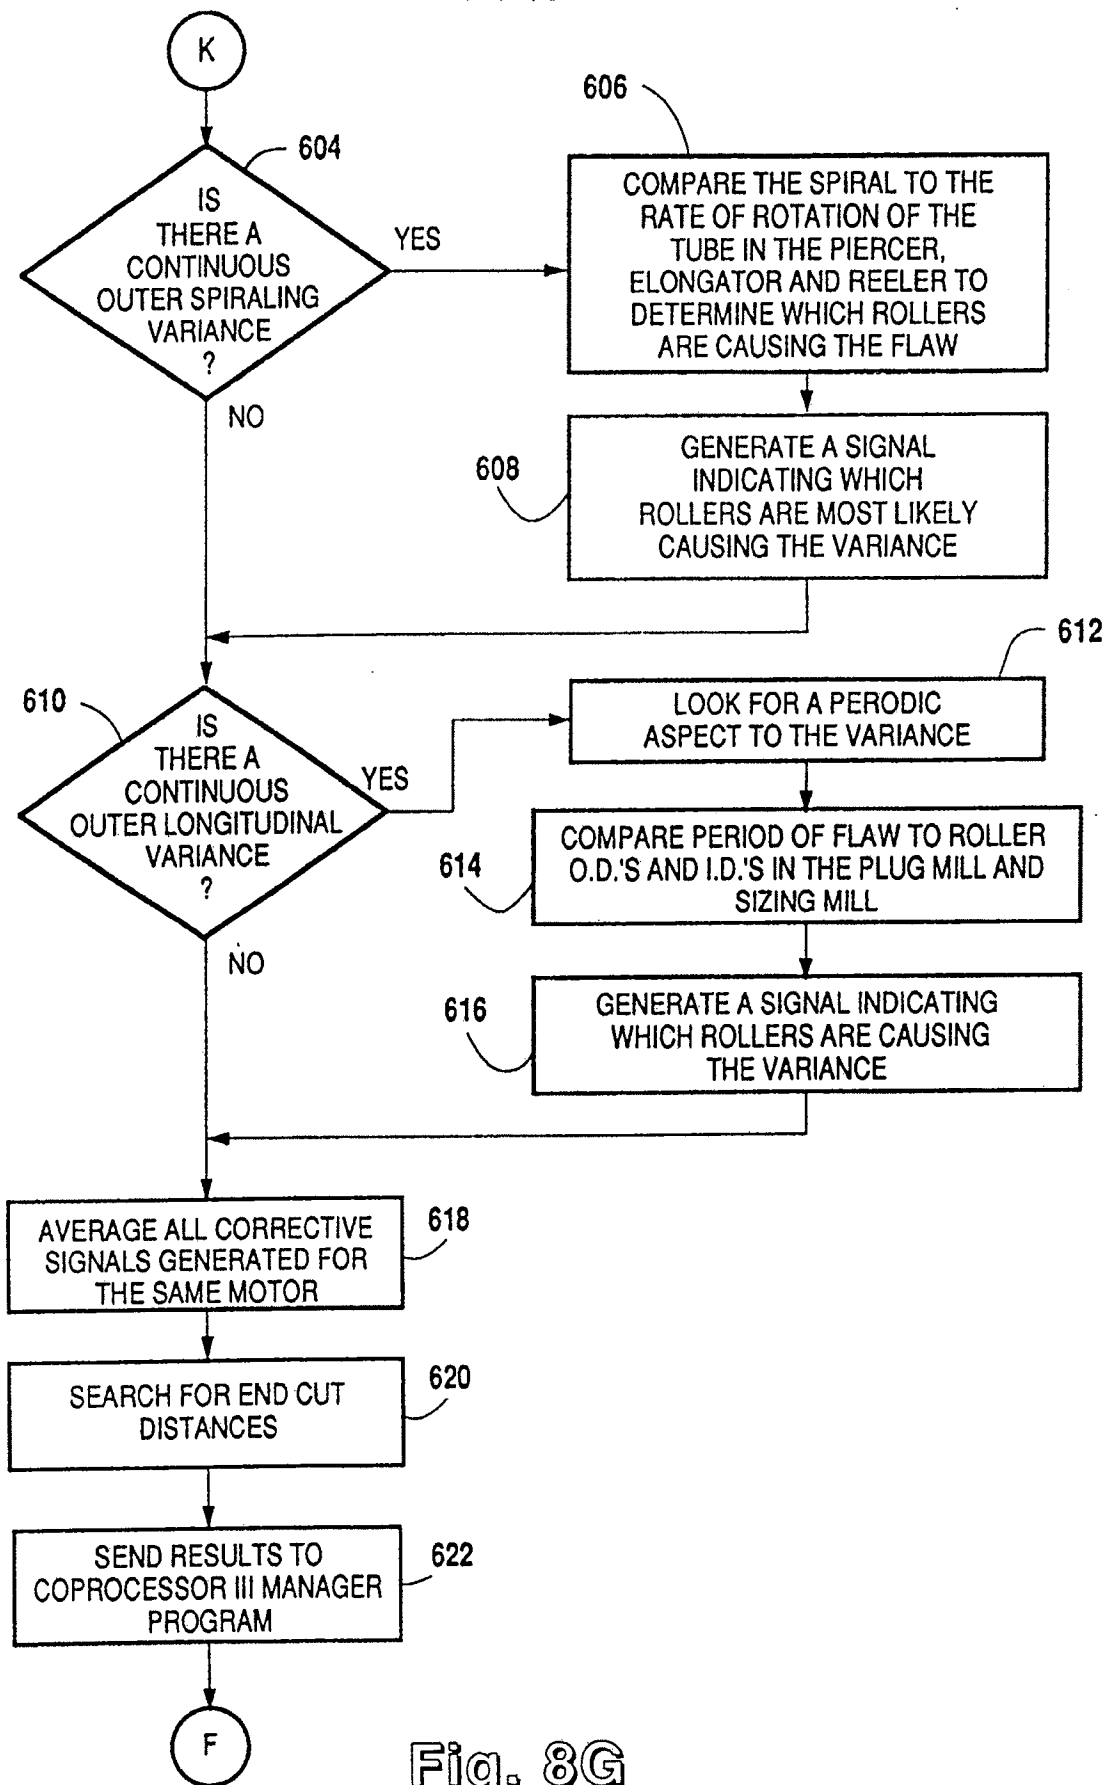 K
604
IS
THERE A
CONTINUOUS
OUTER SPIRALING
VARIANCE
?
YES
NO
606
COMPARE THE SPIRAL TO THE
RATE OF ROTATION OF THE
TUBE IN THE PIERCER,
ELONGATOR AND REELER TO
DETERMINE WHICH ROLLERS
ARE CAUSING THE FLAW
608
GENERATE A SIGNAL
INDICATING WHICH
ROLLERS ARE MOST LIKELY
CAUSING THE VARIANCE
610
IS
THERE A
CONTINUOUS
OUTER LONGITUDINAL
VARIANCE
?
YES
NO
612
LOOK FOR A PERODIC
ASPECT TO THE VARIANCE
614
COMPARE PERIOD OF FLAW TO ROLLER
O.D.'S AND I.D.'S IN THE PLUG MILL AND
SIZING MILL
616
GENERATE A SIGNAL INDICATING
WHICH ROLLERS ARE CAUSING
THE VARIANCE
618
AVERAGE ALL CORRECTIVE
SIGNALS GENERATED FOR
THE SAME MOTOR
620
SEARCH FOR END CUT
DISTANCES
622
SEND RESULTS TO
COPROCESSOR III MANAGER
PROGRAM
F
Fig. 8G